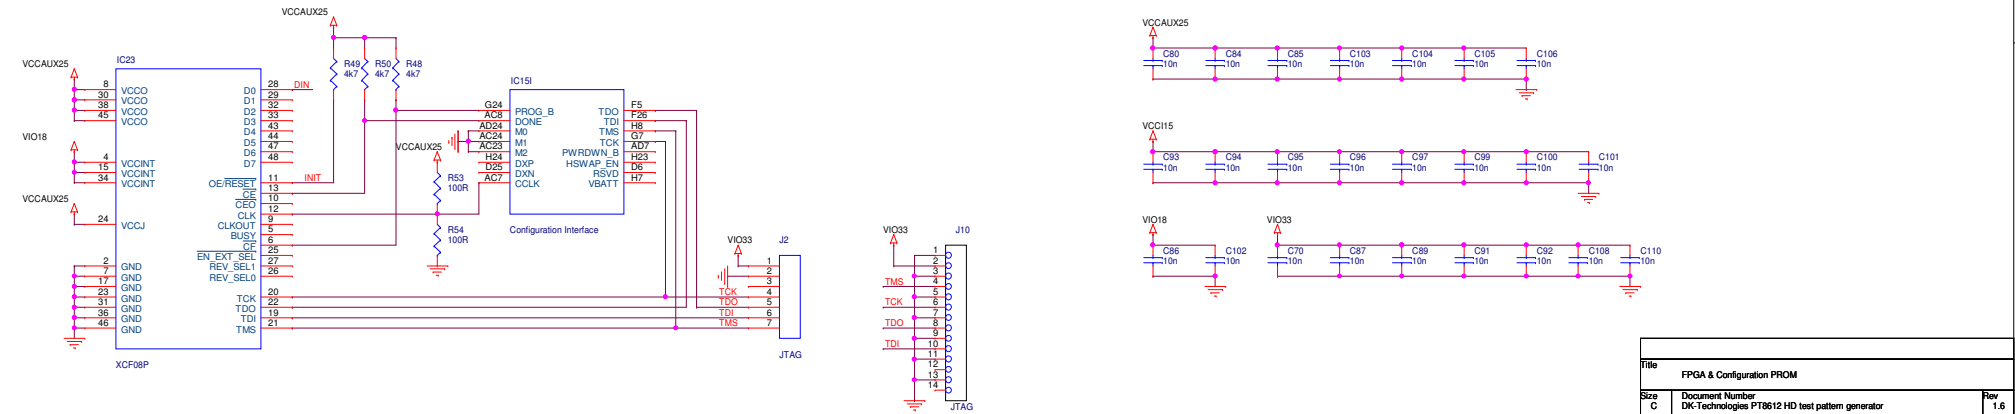 VCCAUX25
IC23
VCCAUX25
8 VCCO
30 VCCO
38 VCCO
45 VCCO
VIO18
4 VCCINT
15 VCCINT
34 VCCINT
VCCAUX25
24 VCCJ
2 GND
7 GND
17 GND
23 GND
31 GND
36 GND
46 GND
D0 28 DIN
D1 29
D2 32
D3 33
D4 43
D5 44
D6 47
D7 48
OE/RESET 11 INIT
CE 13
CEO 10
CLK 12
CLKOUT 9
BUSY 5
CF 6
EN_EXT_SEL 25
REV_SEL1 27
REV_SEL0 26
TCK 20
TDO 22
TDI 19
TMS 21
XCF08P
R49
4k7
R50
4k7
R48
4k7
VCCAUX25
R53
100R
R54
100R
IC15I
G24 PROG_B
AC8 DONE
AD24 M0
AC24 M1
AC23 M2
H24 DXP
D25 DXN
AC7 CCLK
TDO F5
TDI F26
TMS H8
TCK G7
PWRDWN_B AD7
HSWAP_EN H23
RSVD D6
VBATT H7
Configuration Interface
VIO33
J2
1
2
3
TCK 4
TDO 5
TDI 6
TMS 7
JTAG
VIO33
J10
1
2
3
TMS 4
5
TCK 6
7
TDO 8
9
TDI 10
11
12
13
14
JTAG
VCCAUX25
C80 C84 C85 C103 C104 C105 C106
10n 10n 10n 10n 10n 10n 10n
VCCI15
C93 C94 C95 C96 C97 C99 C100 C101
10n 10n 10n 10n 10n 10n 10n 10n
VIO18 VIO33
C86 C102 C70 C87 C89 C91 C92 C108 C110
10n 10n 10n 10n 10n 10n 10n 10n 10n
Title
FPGA & Configuration PROM
Size Document Number Rev
C DK-Technologies PT8612 HD test pattern generator 1.6